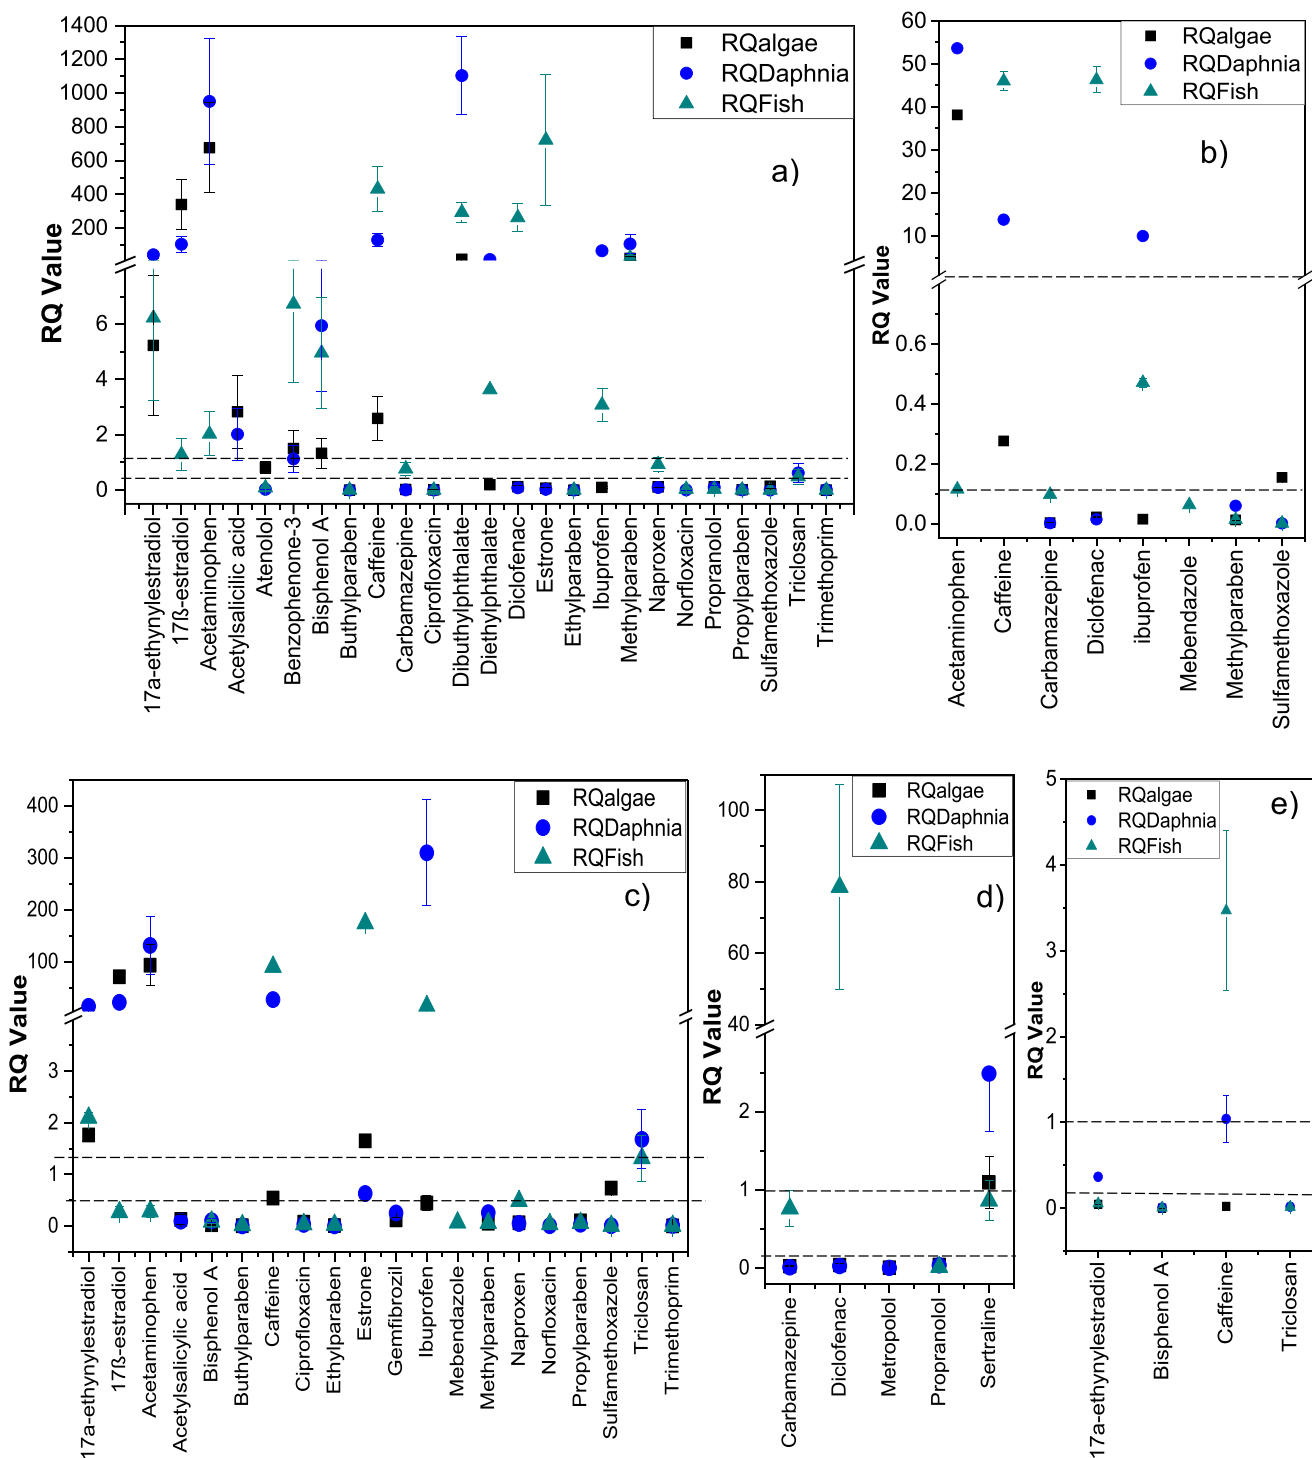 1400
1200
1000
800
600
400
200
6
4
2
0
RQ Value
RQalgae
RQDaphnia
RQFish
a)
17a-ethynylestradiol
17ß-estradiol
Acetaminophen
Acetylsalicilic acid
Atenolol
Benzophenone-3
Bisphenol A
Buthylparaben
Caffeine
Carbamazepine
Ciprofloxacin
Dibuthylphthalate
Diethylphthalate
Diclofenac
Estrone
Ethylparaben
Ibuprofen
Methylparaben
Naproxen
Norfloxacin
Propranolol
Propylparaben
Sulfamethoxazole
Triclosan
Trimethoprim
60
50
40
30
20
10
0.6
0.4
0.2
0.0
RQ Value
RQalgae
RQDaphnia
RQFish
b)
Acetaminophen
Caffeine
Carbamazepine
Diclofenac
ibuprofen
Mebendazole
Methylparaben
Sulfamethoxazole
400
300
200
100
3
2
1
0
RQ Value
RQalgae
RQDaphnia
RQFish
c)
17a-ethynylestradiol
17ß-estradiol
Acetaminophen
Acetylsalicylic acid
Bisphenol A
Buthylparaben
Caffeine
Ciprofloxacin
Ethylparaben
Estrone
Gemfibrozil
Ibuprofen
Mebendazole
Methylparaben
Naproxen
Norfloxacin
Propylparaben
Sulfamethoxazole
Triclosan
Trimethoprim
100
80
60
40
2
1
0
RQ Value
RQalgae
RQDaphnia
RQFish
d)
Carbamazepine
Diclofenac
Metropolol
Propranolol
Sertraline
5
4
3
2
1
0
RQ Value
RQalgae
RQDaphnia
RQFish
e)
17a-ethynylestradiol
Bisphenol A
Caffeine
Triclosan